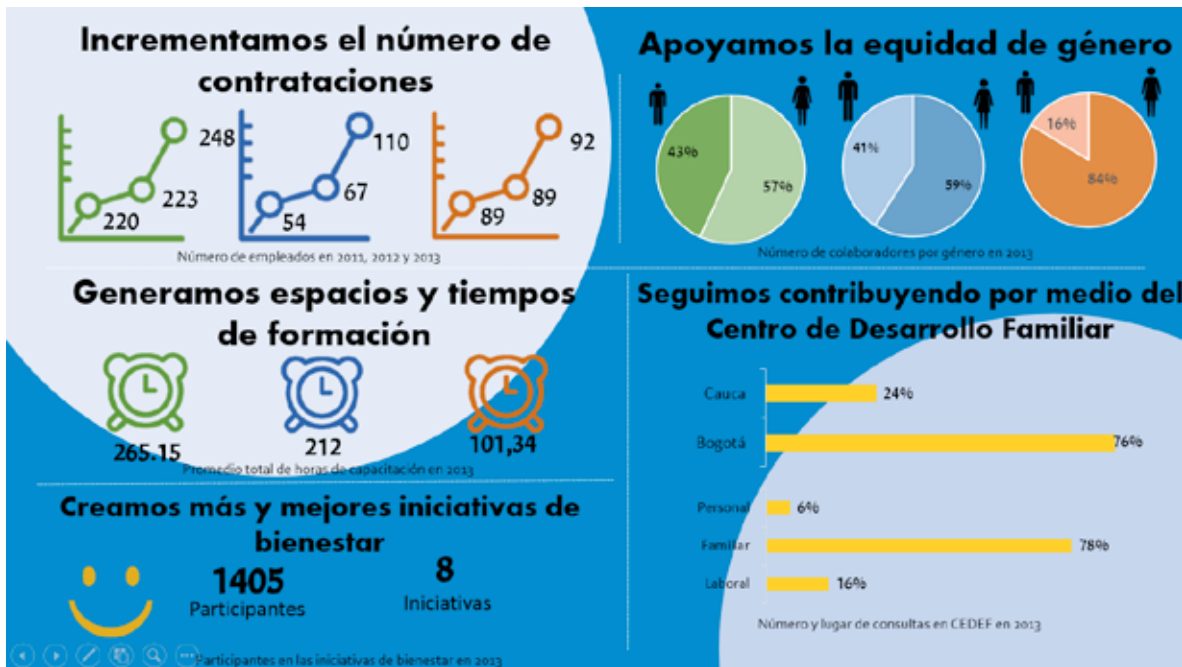 Incrementamos el número de
contrataciones
248
223
220
110
67
54
92
89
89
Número de empleados en 2011, 2012 y 2013
Apoyamos la equidad de género
43%
57%
41%
59%
16%
84%
Número de colaboradores por género en 2013
Generamos espacios y tiempos
de formación
265.15
212
101,34
Promedio total de horas de capacitación en 2013
Seguimos contribuyendo por medio del
Centro de Desarrollo Familiar
Cauca 24%
Bogotá 76%
Personal 6%
Familiar 78%
Laboral 16%
Número y lugar de consultas en CEDEF en 2013
Creamos más y mejores iniciativas de
bienestar
1405
Participantes
8
Iniciativas
Participantes en las iniciativas de bienestar en 2013